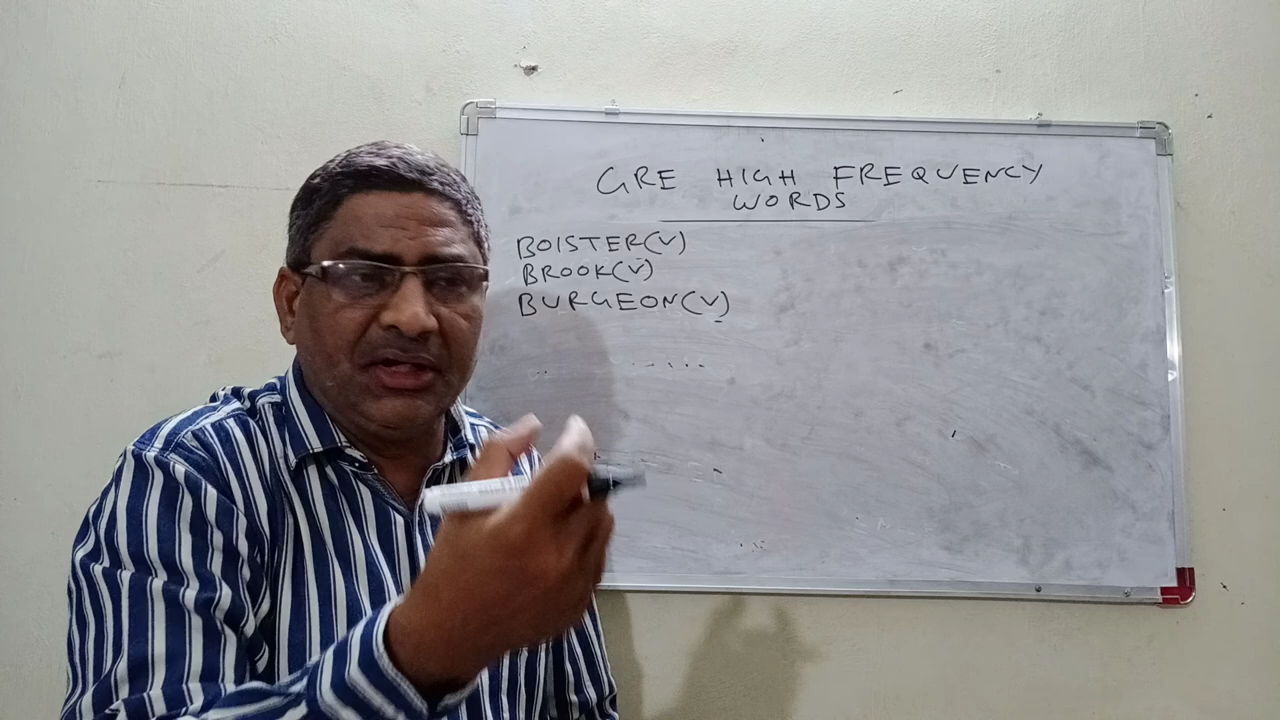 GRE HIGH FREQUENCY
WORDS
BOISTER(V)
BROOK(V)
BURGEON(V)